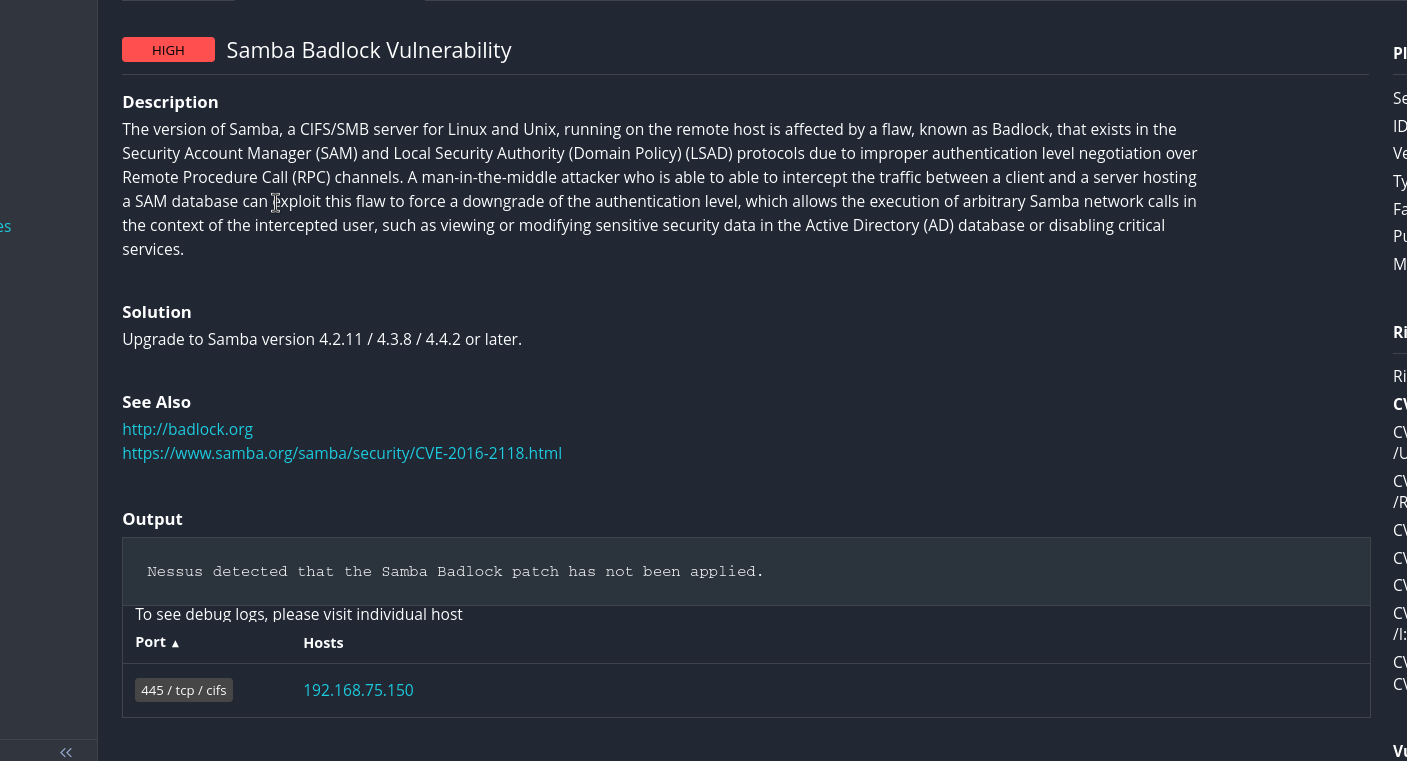 HIGH Samba Badlock Vulnerability
Description
The version of Samba, a CIFS/SMB server for Linux and Unix, running on the remote host is affected by a flaw, known as Badlock, that exists in the
Security Account Manager (SAM) and Local Security Authority (Domain Policy) (LSAD) protocols due to improper authentication level negotiation over
Remote Procedure Call (RPC) channels. A man-in-the-middle attacker who is able to able to intercept the traffic between a client and a server hosting
a SAM database can exploit this flaw to force a downgrade of the authentication level, which allows the execution of arbitrary Samba network calls in
the context of the intercepted user, such as viewing or modifying sensitive security data in the Active Directory (AD) database or disabling critical
services.
Solution
Upgrade to Samba version 4.2.11 / 4.3.8 / 4.4.2 or later.
See Also
http://badlock.org
https://www.samba.org/samba/security/CVE-2016-2118.html
Output
Nessus detected that the Samba Badlock patch has not been applied.
To see debug logs, please visit individual host
Port ▲ Hosts
445 / tcp / cifs 192.168.75.150
es
Pl
Se
ID
Ve
Ty
Fa
Pu
M
Ri
Ri
CV
CV
/U
CV
/R
CV
CV
CV
CV
/I:
CV
CV
Vu